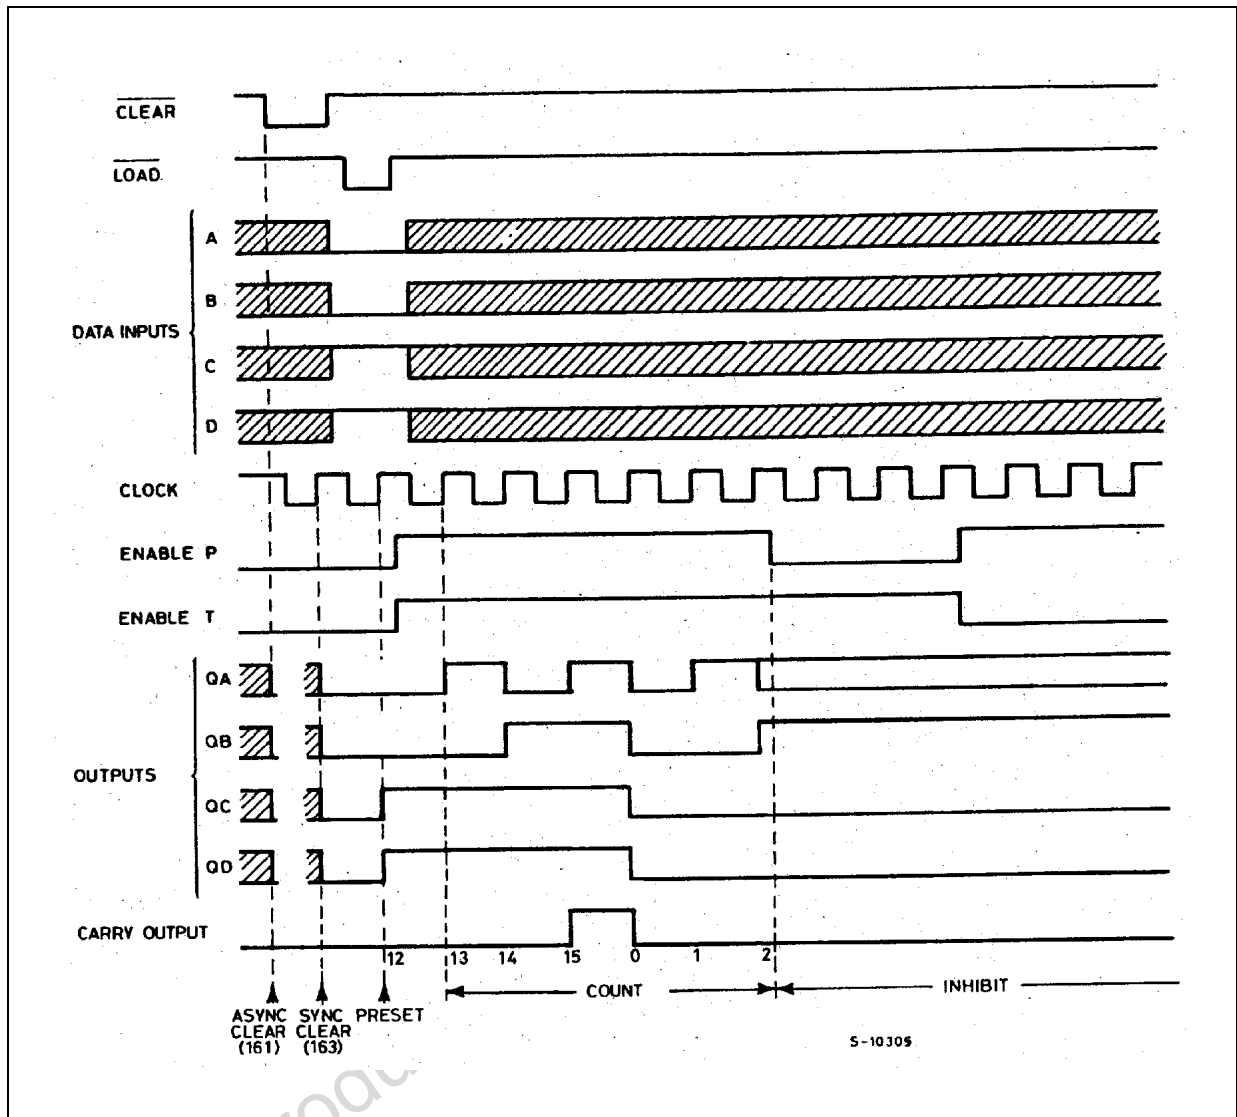 CLEAR
LOAD.
DATA INPUTS
A
B
C
D
CLOCK
ENABLE P
ENABLE T
OUTPUTS
QA
QB
QC
QD
CARRY OUTPUT
12 13 14 15 0 1 2
COUNT INHIBIT
ASYNC CLEAR (161)
SYNC CLEAR (163)
PRESET
S-10305